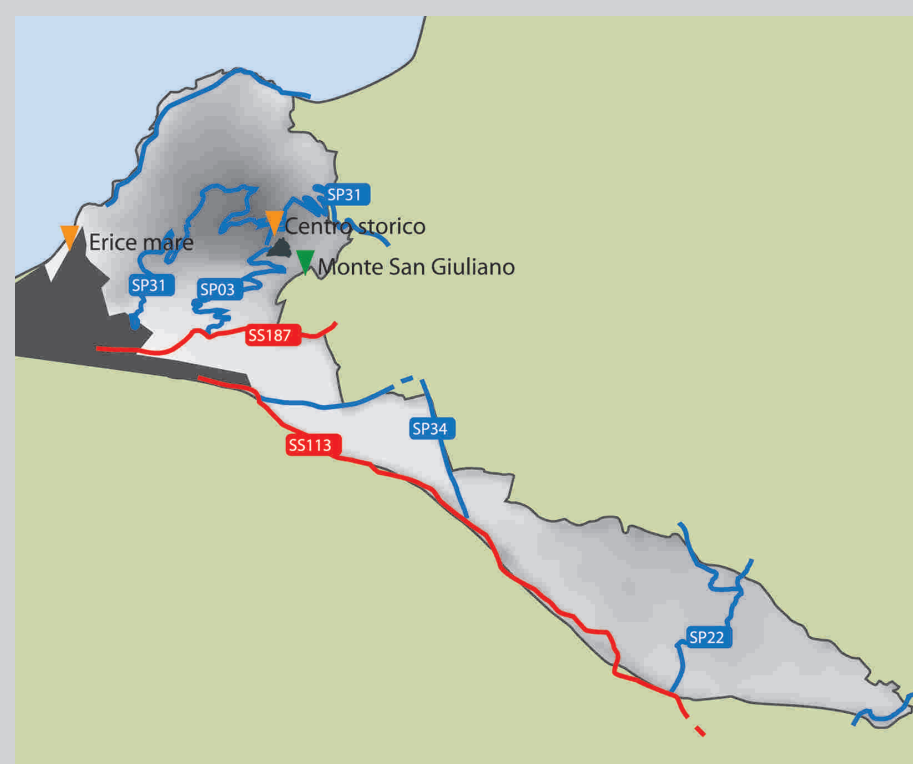 SP31
Centro storico
Erice mare
Monte San Giuliano
SP31
SP03
SS187
SP34
SS113
SP22